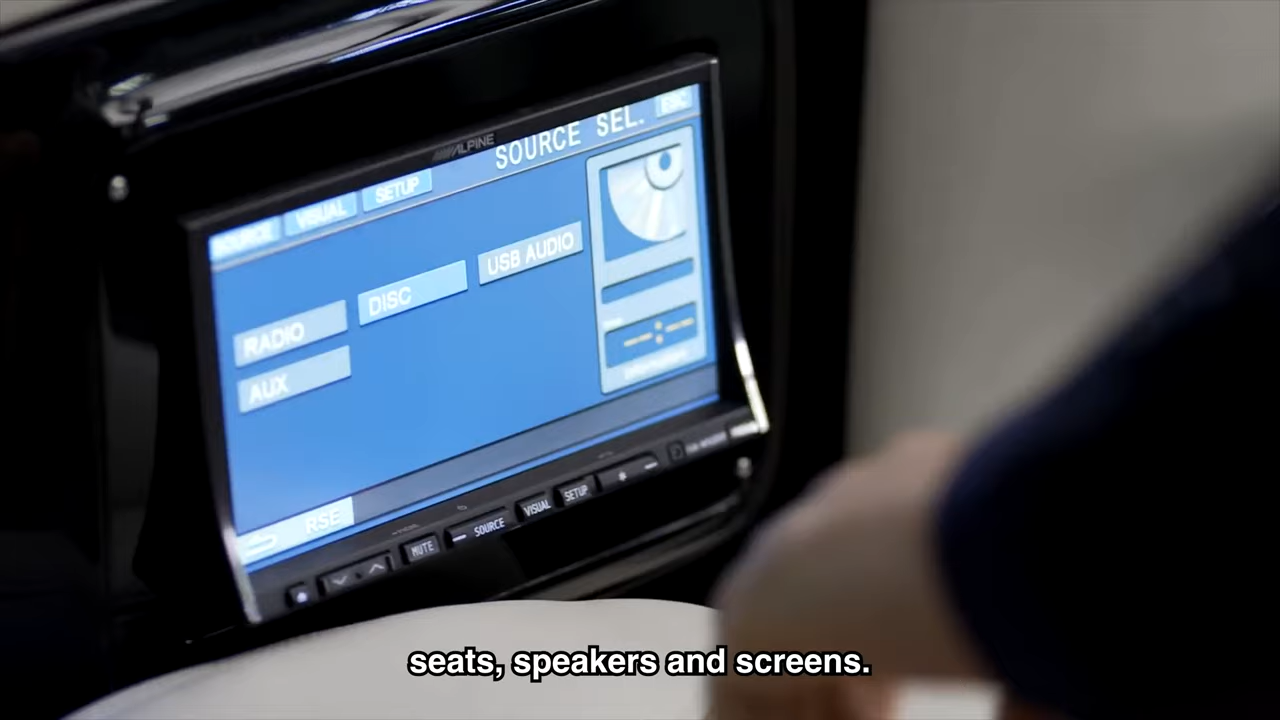 ALPINE
SOURCE SEL.
ESC
SOURCE
VISUAL
SETUP
RADIO
DISC
USB AUDIO
AUX
RSE
MUTE
SOURCE
VISUAL
SETUP
seats, speakers and screens.